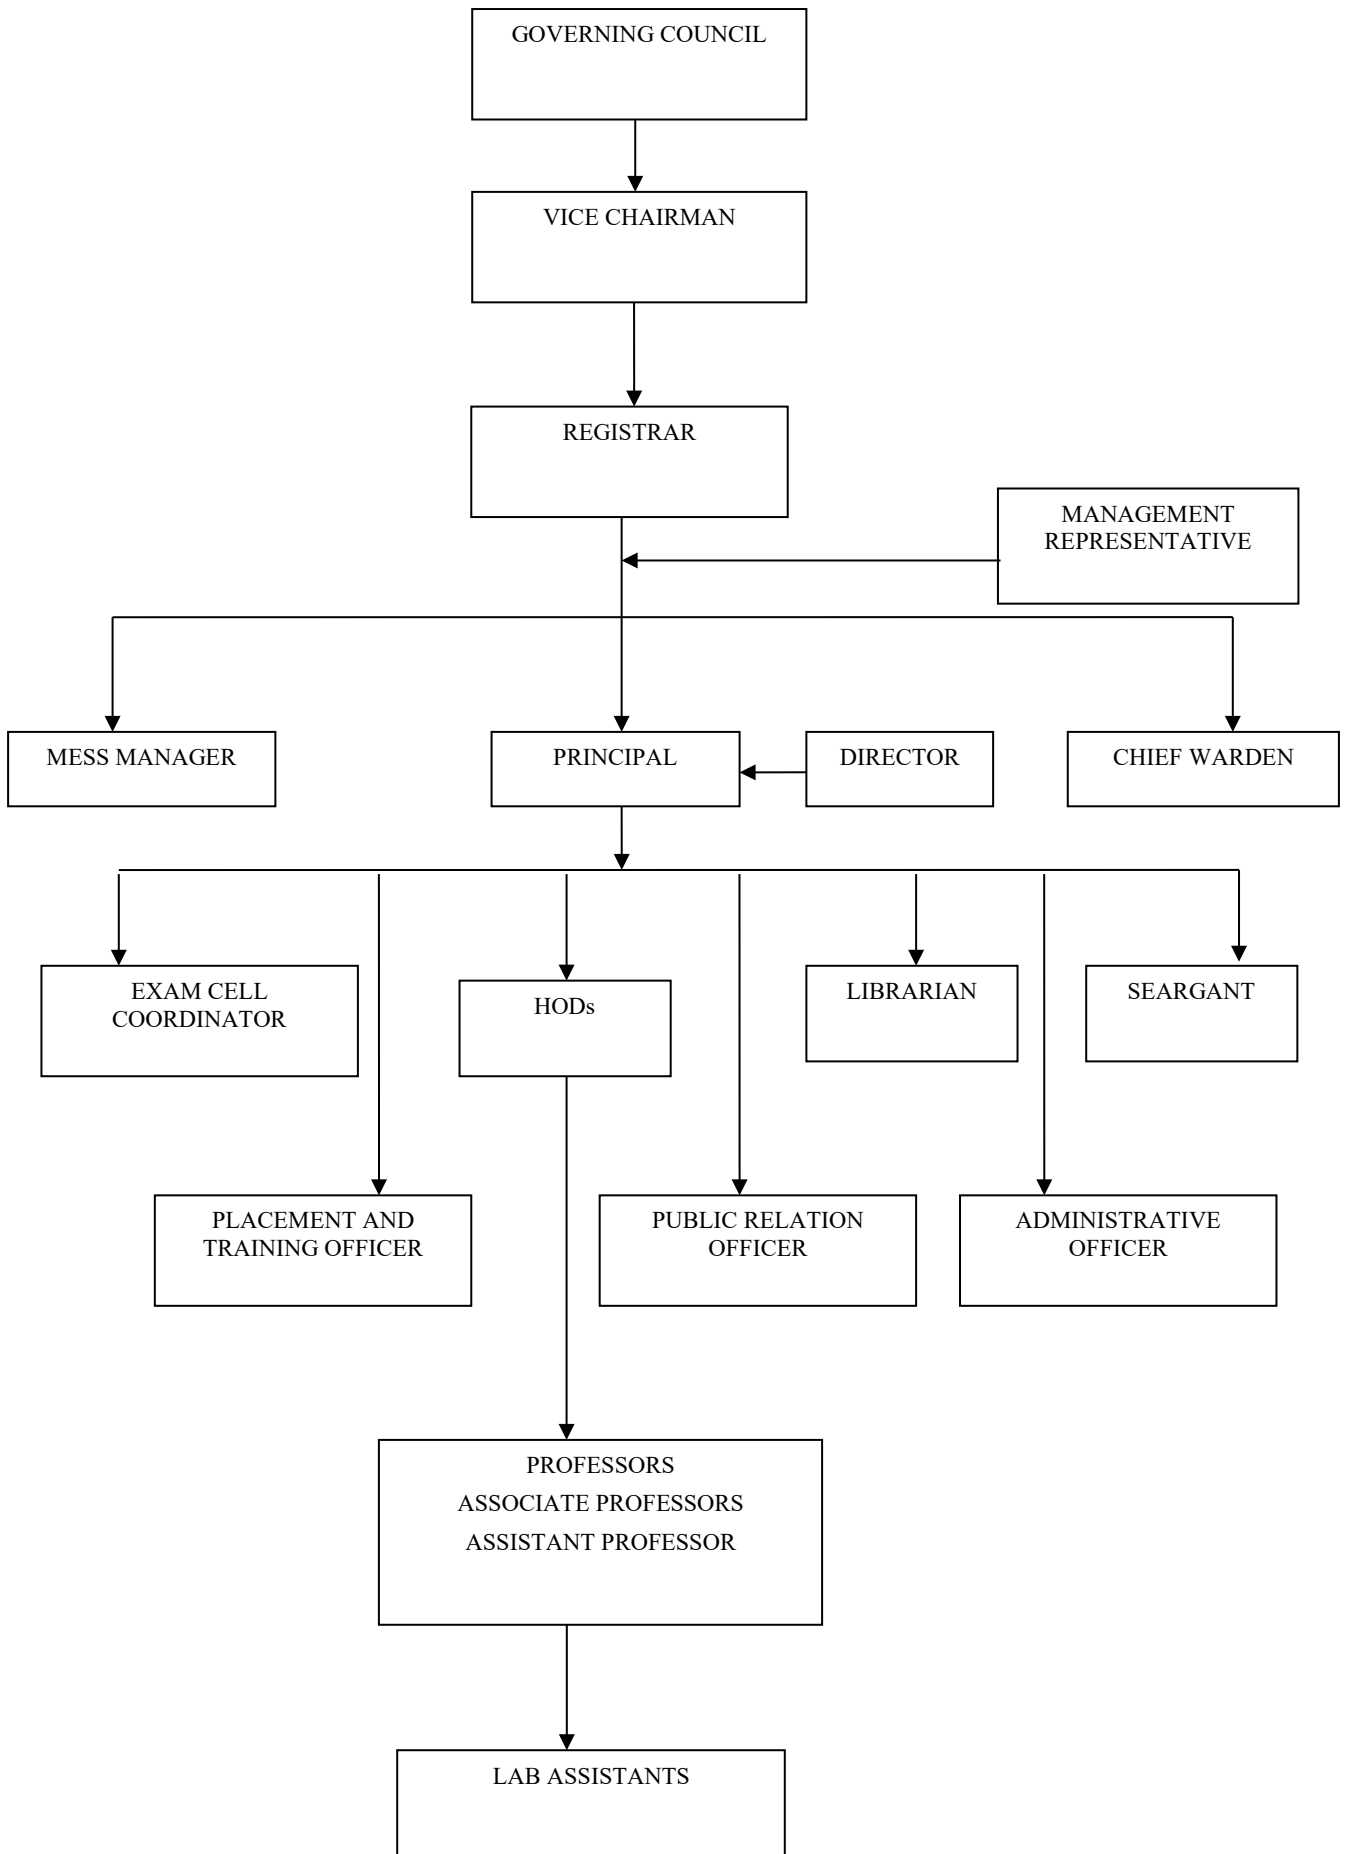 GOVERNING COUNCIL
VICE CHAIRMAN
REGISTRAR
MANAGEMENT
REPRESENTATIVE
MESS MANAGER
PRINCIPAL
DIRECTOR
CHIEF WARDEN
EXAM CELL
COORDINATOR
HODs
LIBRARIAN
SEARGANT
PLACEMENT AND
TRAINING OFFICER
PUBLIC RELATION
OFFICER
ADMINISTRATIVE
OFFICER
PROFESSORS
ASSOCIATE PROFESSORS
ASSISTANT PROFESSOR
LAB ASSISTANTS